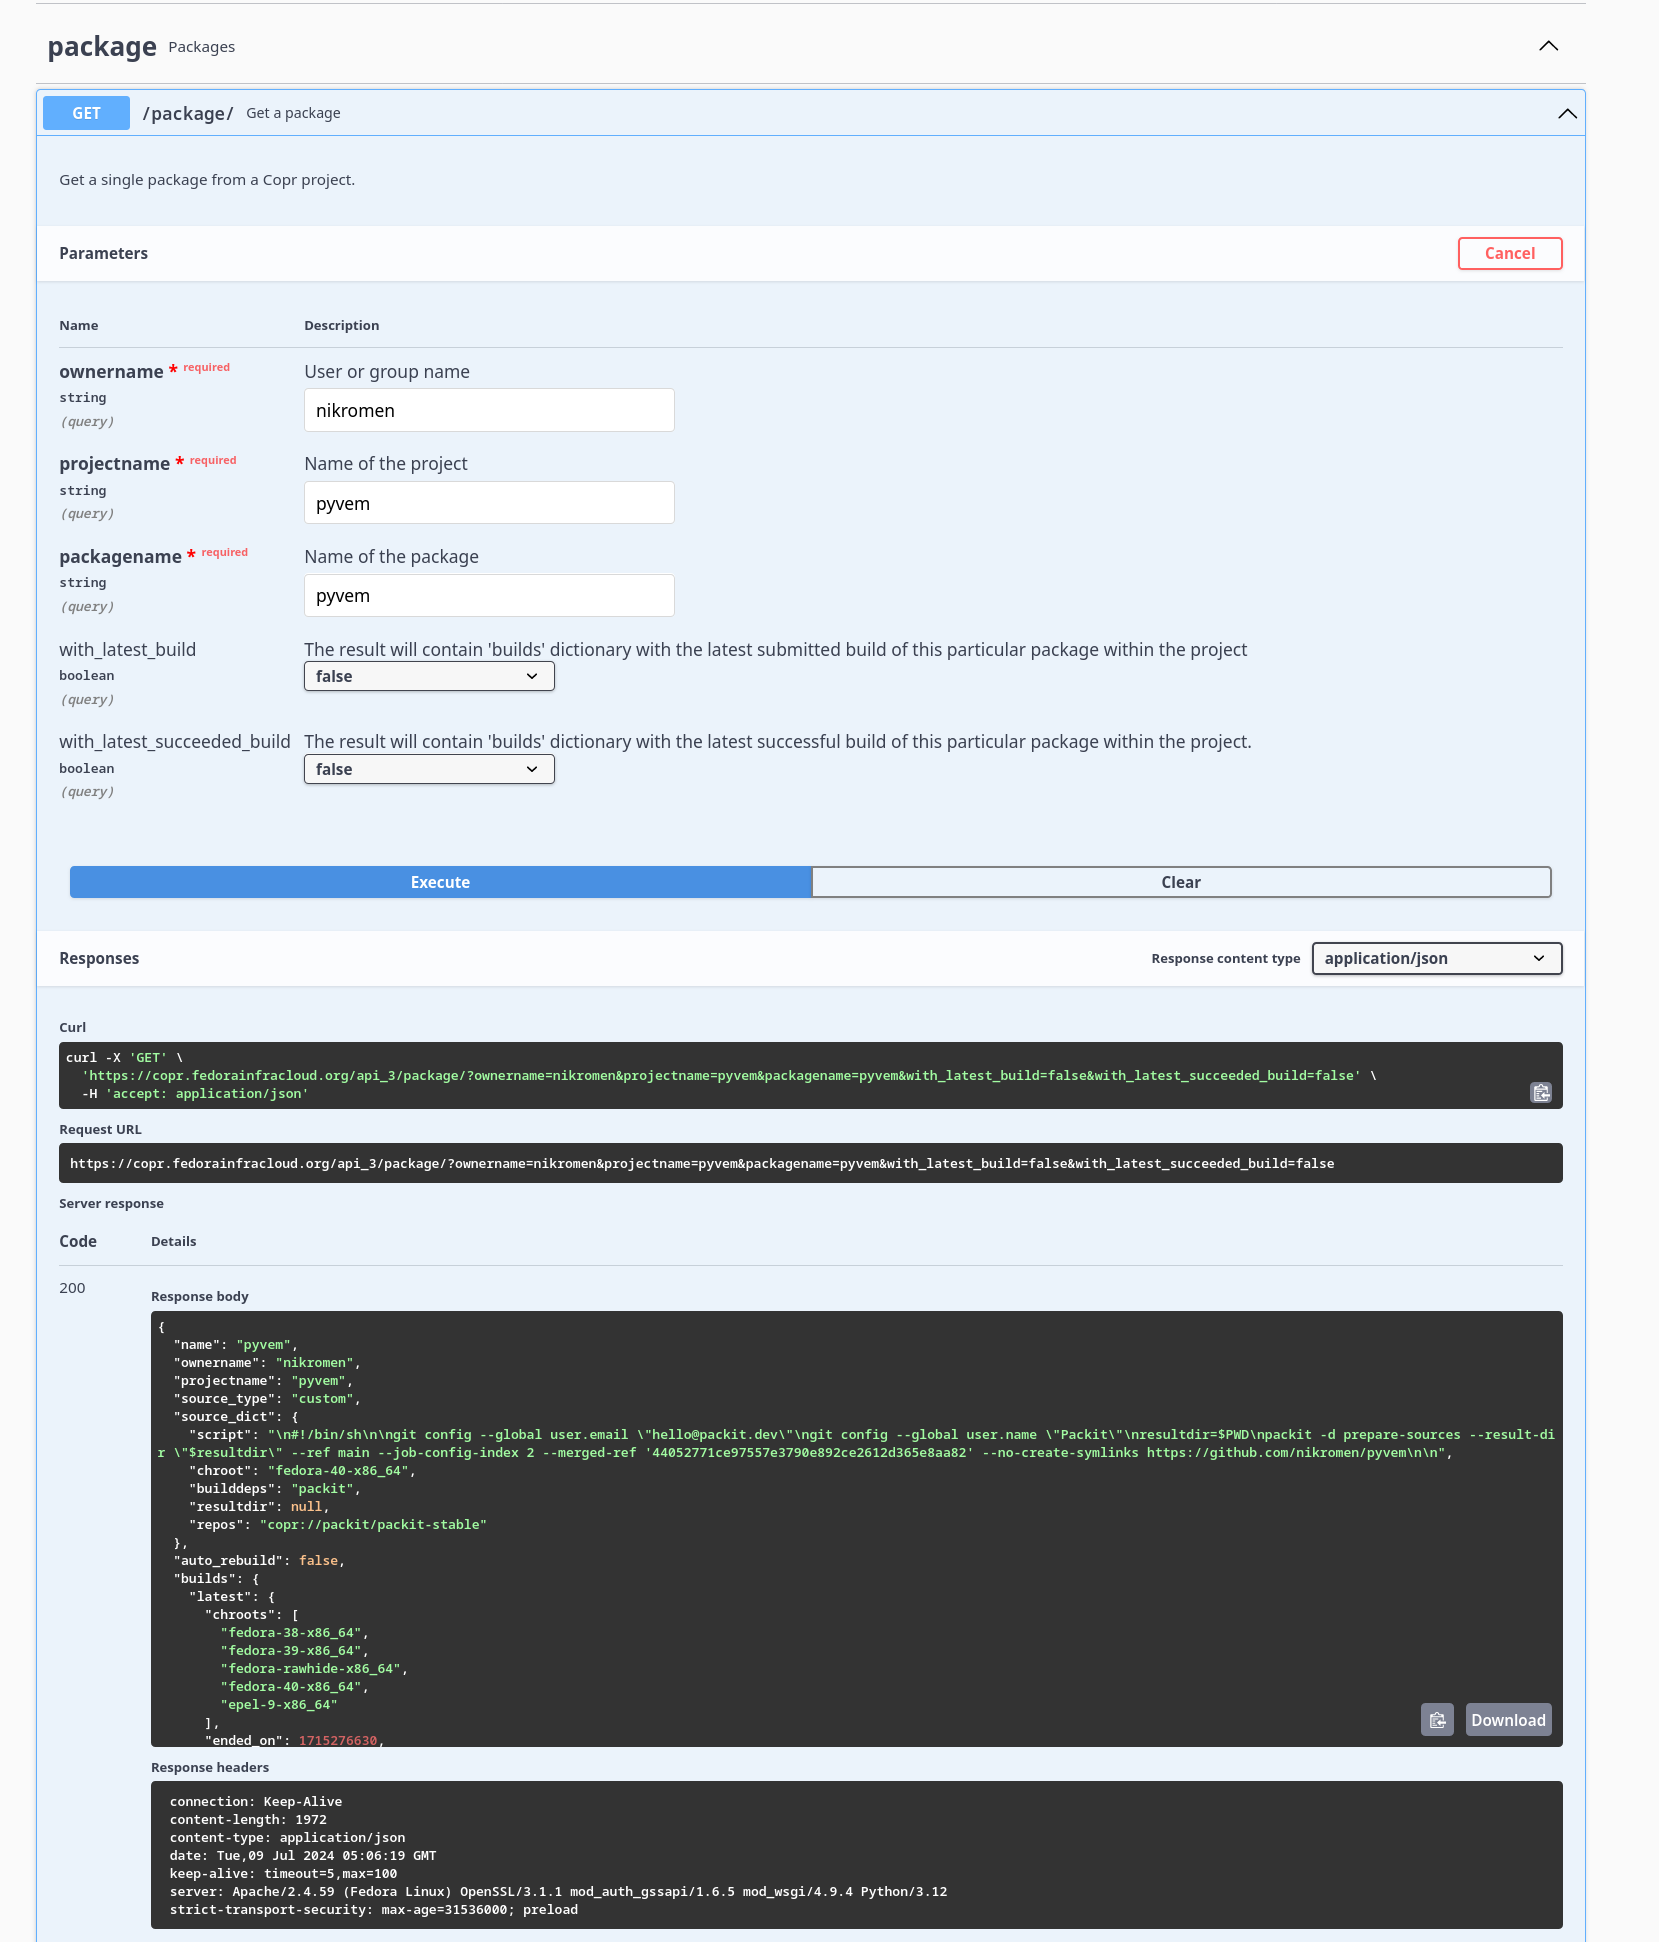 package Packages
GET /package/ Get a package
Get a single package from a Copr project.
Parameters
Cancel
Name Description
ownername * required
User or group name
string
(query)
nikromen
projectname * required
Name of the project
string
(query)
pyvem
packagename * required
Name of the package
string
(query)
pyvem
with_latest_build
The result will contain 'builds' dictionary with the latest submitted build of this particular package within the project
boolean
(query)
false
with_latest_succeeded_build
The result will contain 'builds' dictionary with the latest successful build of this particular package within the project.
boolean
(query)
false
Execute
Clear
Responses
Response content type
application/json
Curl
curl -X 'GET' \
'https://copr.fedorainfracloud.org/api_3/package/?ownername=nikromen&projectname=pyvem&packagename=pyvem&with_latest_build=false&with_latest_succeeded_build=false' \
-H 'accept: application/json'
Request URL
https://copr.fedorainfracloud.org/api_3/package/?ownername=nikromen&projectname=pyvem&packagename=pyvem&with_latest_build=false&with_latest_succeeded_build=false
Server response
Code Details
200
Response body
{
"name": "pyvem",
"ownername": "nikromen",
"projectname": "pyvem",
"source_type": "custom",
"source_dict": {
"script": "\n#!/bin/sh\n\ngit config --global user.email \"hello@packit.dev\"\ngit config --global user.name \"Packit\"\nresultdir=$PWD\npackit -d prepare-sources --result-di
r \"$resultdir\" --ref main --job-config-index 2 --merged-ref '44052771ce97557e3790e892ce2612d365e8aa82' --no-create-symlinks https://github.com/nikromen/pyvem\n\n",
"chroot": "fedora-40-x86_64",
"builddeps": "packit",
"resultdir": null,
"repos": "copr://packit/packit-stable"
},
"auto_rebuild": false,
"builds": {
"latest": {
"chroots": [
"fedora-38-x86_64",
"fedora-39-x86_64",
"fedora-rawhide-x86_64",
"fedora-40-x86_64",
"epel-9-x86_64"
],
"ended_on": 1715276630,
Download
Response headers
connection: Keep-Alive
content-length: 1972
content-type: application/json
date: Tue,09 Jul 2024 05:06:19 GMT
keep-alive: timeout=5,max=100
server: Apache/2.4.59 (Fedora Linux) OpenSSL/3.1.1 mod_auth_gssapi/1.6.5 mod_wsgi/4.9.4 Python/3.12
strict-transport-security: max-age=31536000; preload